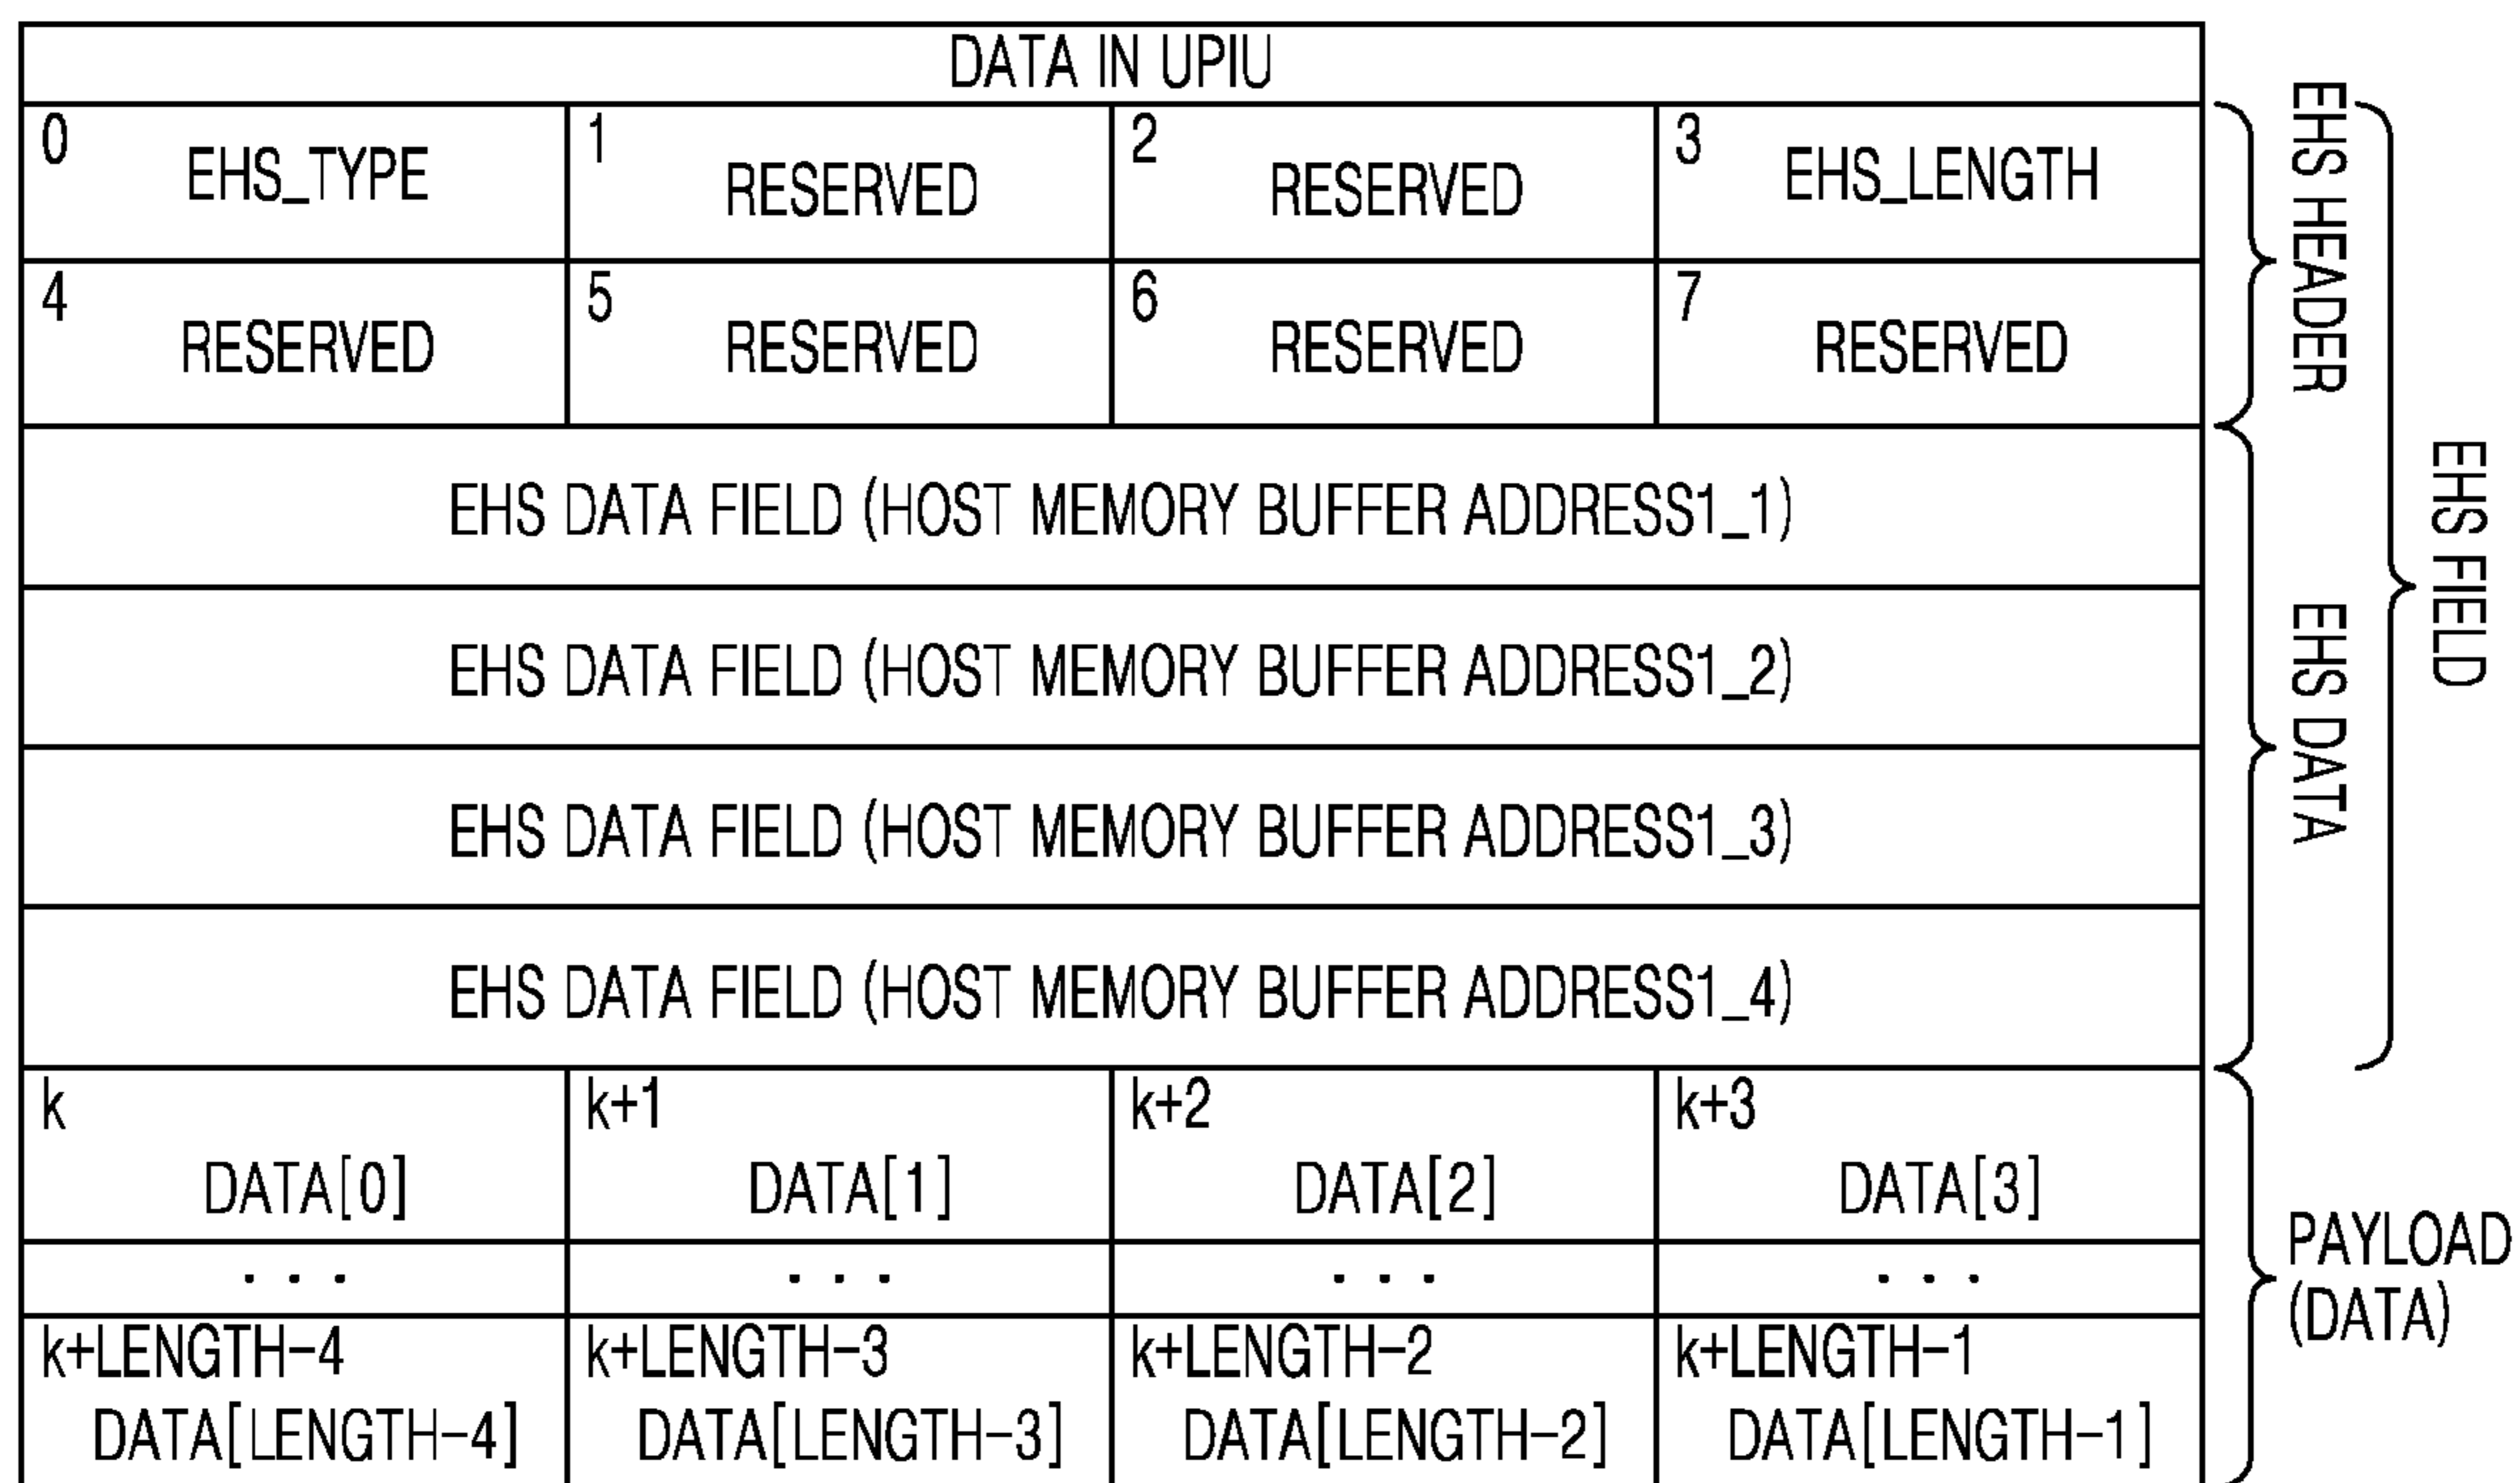 DATA IN UPIU
0 EHS_TYPE 1 RESERVED 2 RESERVED 3 EHS_LENGTH
4 RESERVED 5 RESERVED 6 RESERVED 7 RESERVED
EHS HEADER
EHS DATA FIELD (HOST MEMORY BUFFER ADDRESS1_1)
EHS DATA FIELD (HOST MEMORY BUFFER ADDRESS1_2)
EHS DATA FIELD (HOST MEMORY BUFFER ADDRESS1_3)
EHS DATA FIELD (HOST MEMORY BUFFER ADDRESS1_4)
EHS DATA
EHS FIELD
k k+1 k+2 k+3
DATA[0] DATA[1] DATA[2] DATA[3]
... ... ... ...
k+LENGTH-4 k+LENGTH-3 k+LENGTH-2 k+LENGTH-1
DATA[LENGTH-4] DATA[LENGTH-3] DATA[LENGTH-2] DATA[LENGTH-1]
PAYLOAD
(DATA)